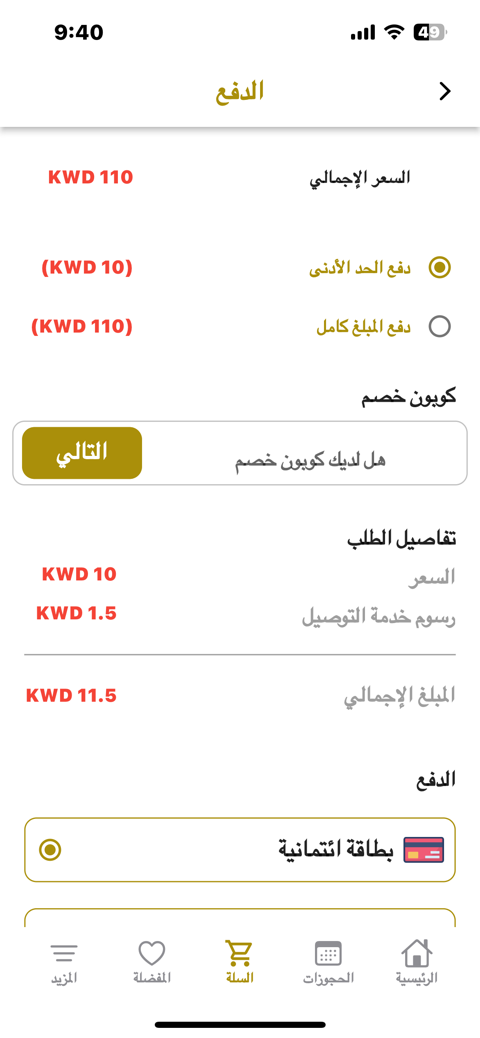 9:40
49
الدفع
السعر الإجمالي KWD 110
دفع الحد الأدنى (KWD 10)
دفع المبلغ كامل (KWD 110)
كوبون خصم
هل لديك كوبون خصم التالي
تفاصيل الطلب
السعر KWD 10
رسوم خدمة التوصيل KWD 1.5
المبلغ الإجمالي KWD 11.5
الدفع
بطاقة ائتمانية
الرئيسية الحجوزات السلة المفضلة المزيد